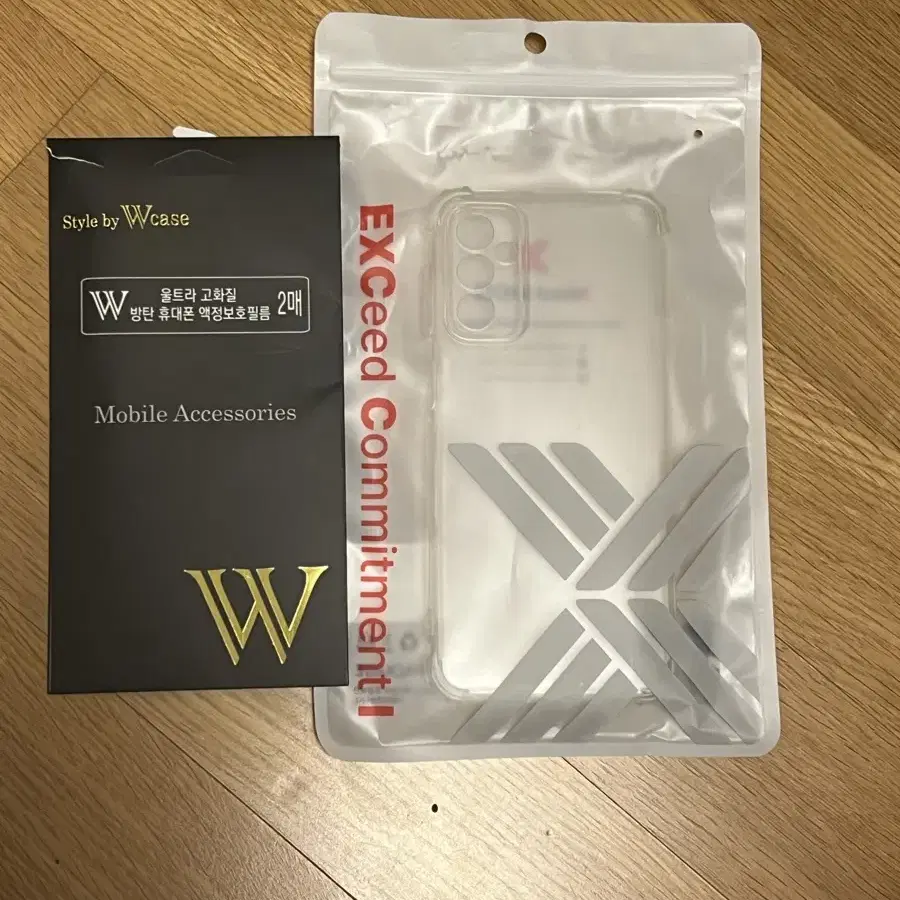 Style by Wcase
W
울트라 고화질
방탄 휴대폰 액정보호필름
2매
Mobile Accessories
W
EXCeed Commitment I